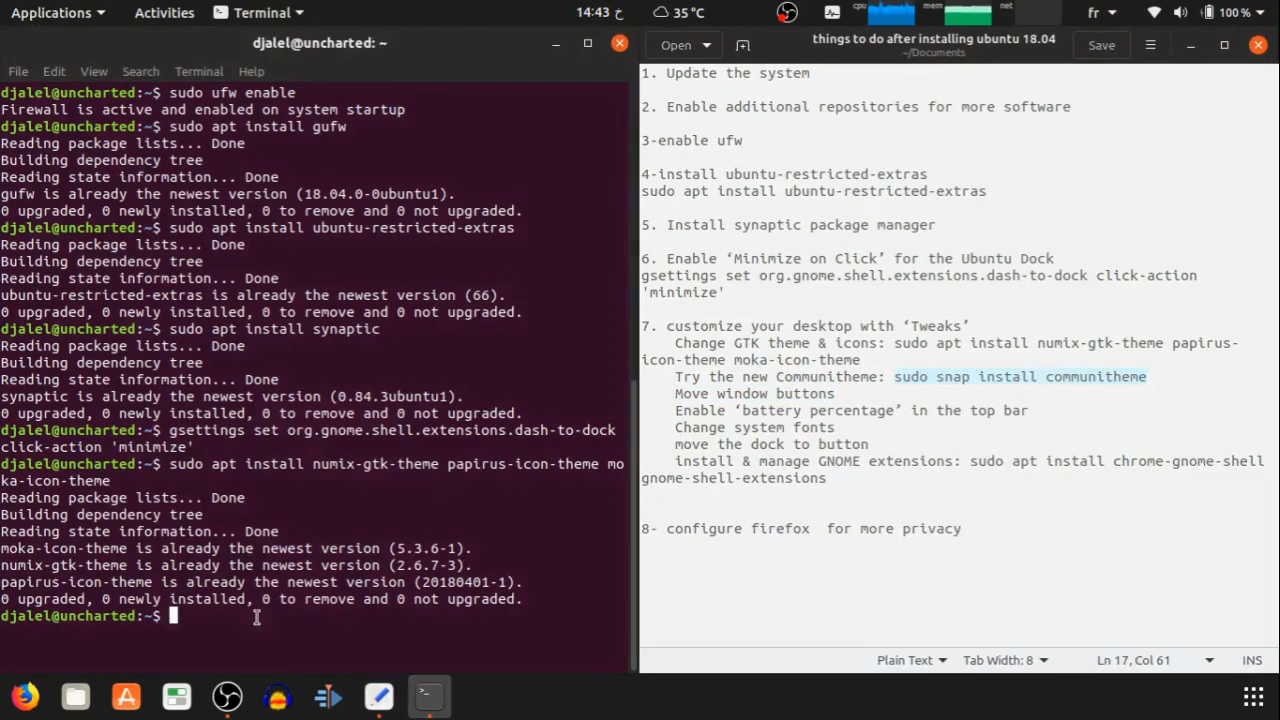 Applications Activities Terminal 14:43 خ 35 °C cpu mem net fr 100 %
djalel@uncharted: ~
File Edit View Search Terminal Help
djalel@uncharted:~$ sudo ufw enable
Firewall is active and enabled on system startup
djalel@uncharted:~$ sudo apt install gufw
Reading package lists... Done
Building dependency tree
Reading state information... Done
gufw is already the newest version (18.04.0-0ubuntu1).
0 upgraded, 0 newly installed, 0 to remove and 0 not upgraded.
djalel@uncharted:~$ sudo apt install ubuntu-restricted-extras
Reading package lists... Done
Building dependency tree
Reading state information... Done
ubuntu-restricted-extras is already the newest version (66).
0 upgraded, 0 newly installed, 0 to remove and 0 not upgraded.
djalel@uncharted:~$ sudo apt install synaptic
Reading package lists... Done
Building dependency tree
Reading state information... Done
synaptic is already the newest version (0.84.3ubuntu1).
0 upgraded, 0 newly installed, 0 to remove and 0 not upgraded.
djalel@uncharted:~$ gsettings set org.gnome.shell.extensions.dash-to-dock
click-action 'minimize'
djalel@uncharted:~$ sudo apt install numix-gtk-theme papirus-icon-theme mo
ka-icon-theme
Reading package lists... Done
Building dependency tree
Reading state information... Done
moka-icon-theme is already the newest version (5.3.6-1).
numix-gtk-theme is already the newest version (2.6.7-3).
papirus-icon-theme is already the newest version (20180401-1).
0 upgraded, 0 newly installed, 0 to remove and 0 not upgraded.
djalel@uncharted:~$
Open things to do after installing ubuntu 18.04 Save
~/Documents
1. Update the system
2. Enable additional repositories for more software
3-enable ufw
4-install ubuntu-restricted-extras
sudo apt install ubuntu-restricted-extras
5. Install synaptic package manager
6. Enable ‘Minimize on Click’ for the Ubuntu Dock
gsettings set org.gnome.shell.extensions.dash-to-dock click-action
'minimize'
7. customize your desktop with ‘Tweaks’
Change GTK theme & icons: sudo apt install numix-gtk-theme papirus-
icon-theme moka-icon-theme
Try the new Communitheme: sudo snap install communitheme
Move window buttons
Enable ‘battery percentage’ in the top bar
Change system fonts
move the dock to button
install & manage GNOME extensions: sudo apt install chrome-gnome-shell
gnome-shell-extensions
8- configure firefox  for more privacy
Plain Text Tab Width: 8 Ln 17, Col 61 INS